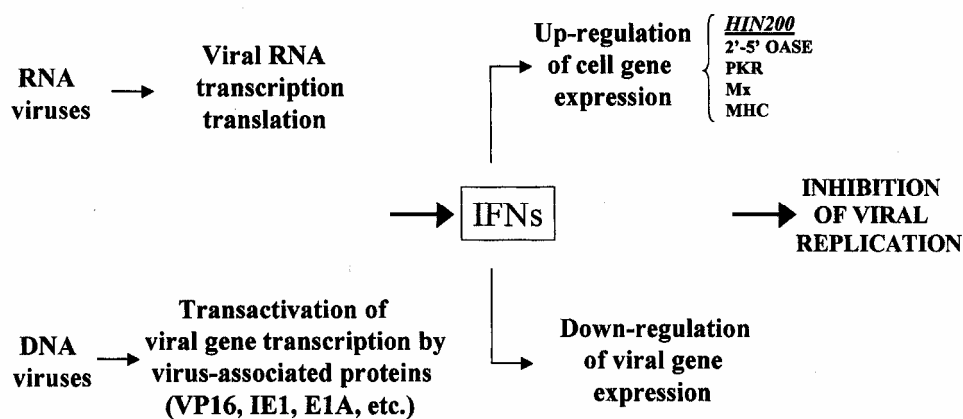 RNA
viruses
Viral RNA
transcription
translation
Up-regulation
of cell gene
expression
HIN200
2'-5' OASE
PKR
Mx
MHC
IFNs
INHIBITION
OF VIRAL
REPLICATION
DNA
viruses
Transactivation of
viral gene transcription by
virus-associated proteins
(VP16, IE1, E1A, etc.)
Down-regulation
of viral gene
expression